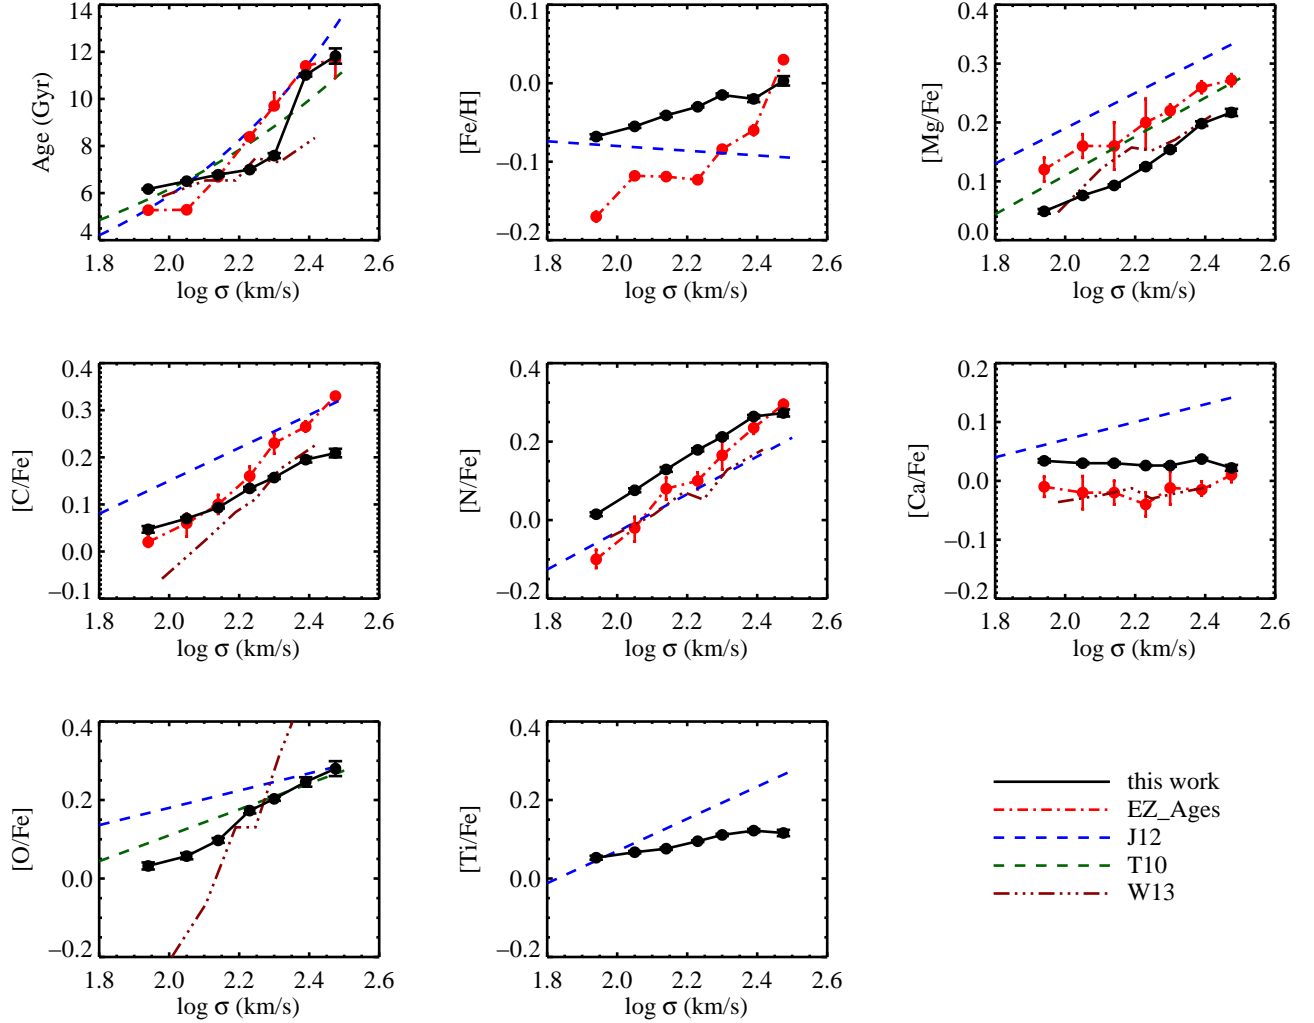 14
12
10
8
6
4
Age (Gyr)
1.8 2.0 2.2 2.4 2.6
log σ (km/s)
0.1
0.0
−0.1
−0.2
[Fe/H]
1.8 2.0 2.2 2.4 2.6
log σ (km/s)
0.4
0.3
0.2
0.1
0.0
[Mg/Fe]
1.8 2.0 2.2 2.4 2.6
log σ (km/s)
0.4
0.3
0.2
0.1
0.0
−0.1
[C/Fe]
1.8 2.0 2.2 2.4 2.6
log σ (km/s)
0.4
0.2
0.0
−0.2
[N/Fe]
1.8 2.0 2.2 2.4 2.6
log σ (km/s)
0.2
0.1
0.0
−0.1
−0.2
[Ca/Fe]
1.8 2.0 2.2 2.4 2.6
log σ (km/s)
0.4
0.2
0.0
−0.2
[O/Fe]
1.8 2.0 2.2 2.4 2.6
log σ (km/s)
0.4
0.2
0.0
−0.2
[Ti/Fe]
1.8 2.0 2.2 2.4 2.6
log σ (km/s)
this work
EZ_Ages
J12
T10
W13